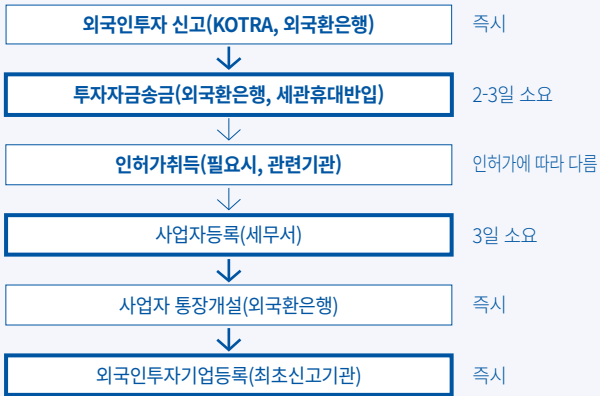 외국인투자 신고(KOTRA, 외국환은행) 즉시
투자자금송금(외국환은행, 세관휴대반입) 2-3일 소요
인허가취득(필요시, 관련기관) 인허가에 따라 다름
사업자등록(세무서) 3일 소요
사업자 통장개설(외국환은행) 즉시
외국인투자기업등록(최초신고기관) 즉시